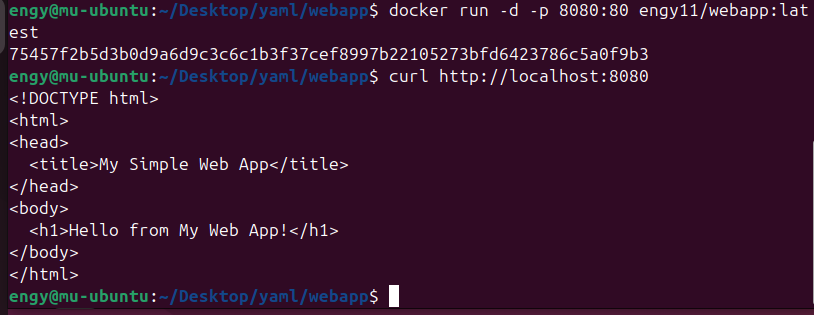 engy@mu-ubuntu:~/Desktop/yaml/webapp$ docker run -d -p 8080:80 engy11/webapp:lat
est
75457f2b5d3b0d9a6d9c3c6c1b3f37cef8997b22105273bfd6423786c5a0f9b3
engy@mu-ubuntu:~/Desktop/yaml/webapp$ curl http://localhost:8080
<!DOCTYPE html>
<html>
<head>
  <title>My Simple Web App</title>
</head>
<body>
  <h1>Hello from My Web App!</h1>
</body>
</html>
engy@mu-ubuntu:~/Desktop/yaml/webapp$